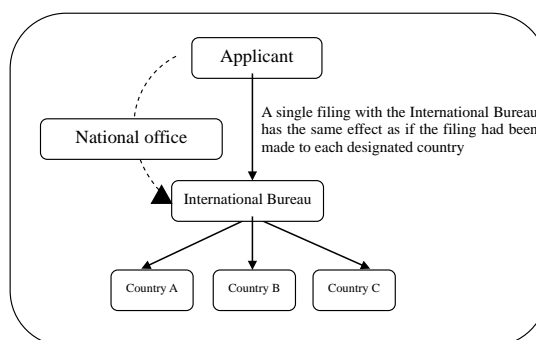 Applicant
A single filing with the International Bureau
has the same effect as if the filing had been
made to each designated country
National office
International Bureau
Country A
Country B
Country C